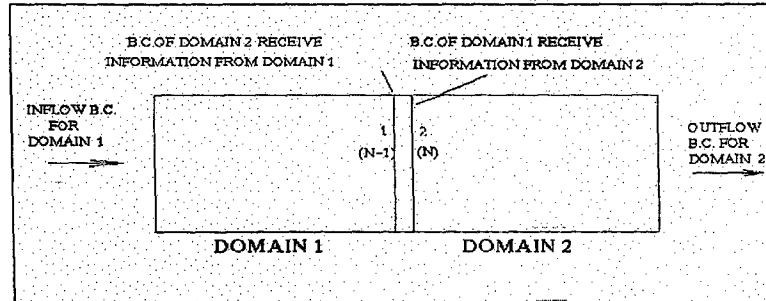 B.C.OF DOMAIN 2 RECEIVE
INFORMATION FROM DOMAIN 1
B.C.OF DOMAIN 1 RECEIVE
INFORMATION FROM DOMAIN 2
INFLOW B.C.
FOR
DOMAIN 1
1 2
(N-1) (N)
OUTFLOW
B.C. FOR
DOMAIN 2
DOMAIN 1 DOMAIN 2